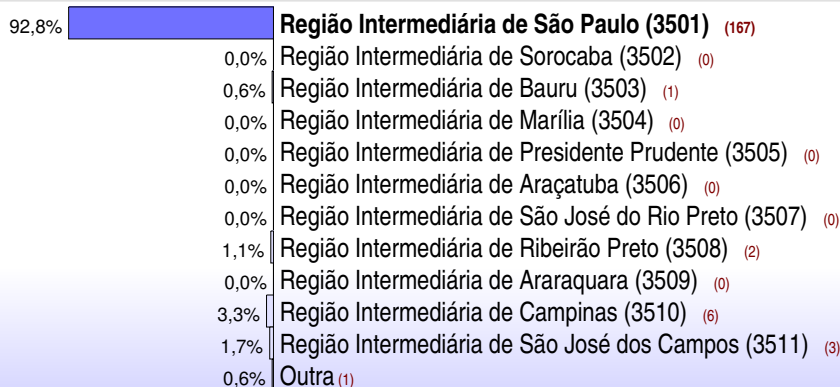 92,8% Região Intermediária de São Paulo (3501) (167)
0,0% Região Intermediária de Sorocaba (3502) (0)
0,6% Região Intermediária de Bauru (3503) (1)
0,0% Região Intermediária de Marília (3504) (0)
0,0% Região Intermediária de Presidente Prudente (3505) (0)
0,0% Região Intermediária de Araçatuba (3506) (0)
0,0% Região Intermediária de São José do Rio Preto (3507) (0)
1,1% Região Intermediária de Ribeirão Preto (3508) (2)
0,0% Região Intermediária de Araraquara (3509) (0)
3,3% Região Intermediária de Campinas (3510) (6)
1,7% Região Intermediária de São José dos Campos (3511) (3)
0,6% Outra (1)